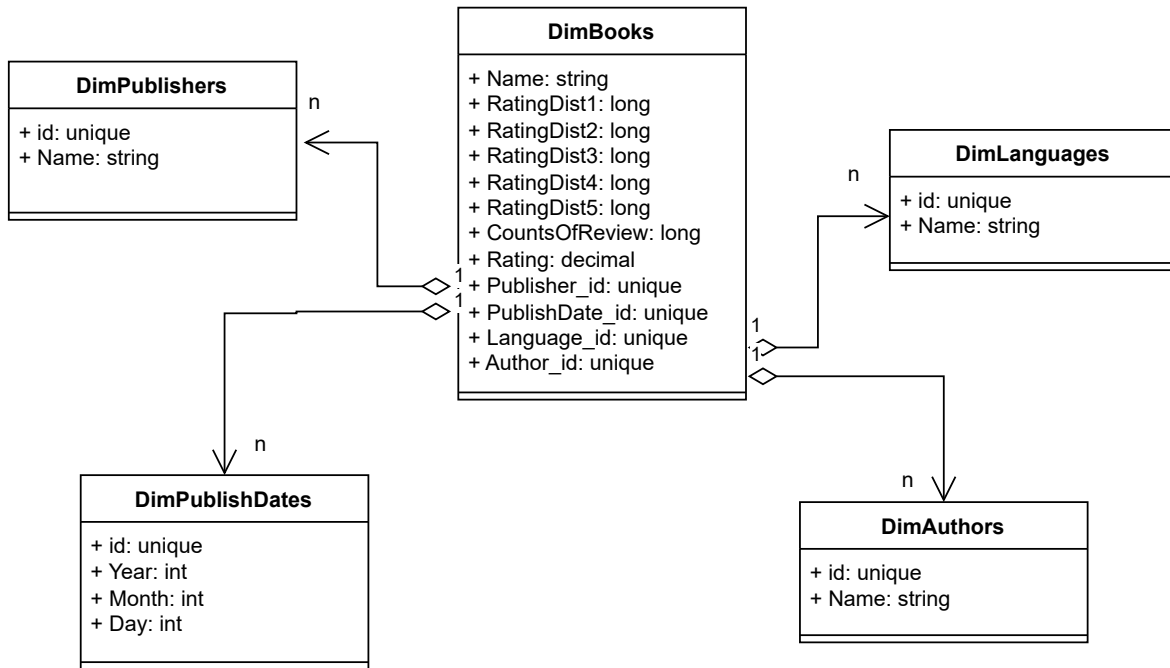 DimBooks
+ Name: string
+ RatingDist1: long
+ RatingDist2: long
+ RatingDist3: long
+ RatingDist4: long
+ RatingDist5: long
+ CountsOfReview: long
+ Rating: decimal
+ Publisher_id: unique
+ PublishDate_id: unique
+ Language_id: unique
+ Author_id: unique
DimPublishers
+ id: unique
+ Name: string
n
1
1
n
DimLanguages
+ id: unique
+ Name: string
n
1
1
n
DimPublishDates
+ id: unique
+ Year: int
+ Month: int
+ Day: int
DimAuthors
+ id: unique
+ Name: string